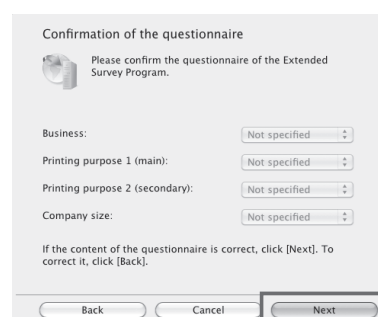 Confirmation of the questionnaire
Please confirm the questionnaire of the Extended
Survey Program.
Business: Not specified
Printing purpose 1 (main): Not specified
Printing purpose 2 (secondary): Not specified
Company size: Not specified
If the content of the questionnaire is correct, click [Next]. To
correct it, click [Back].
Back Cancel Next